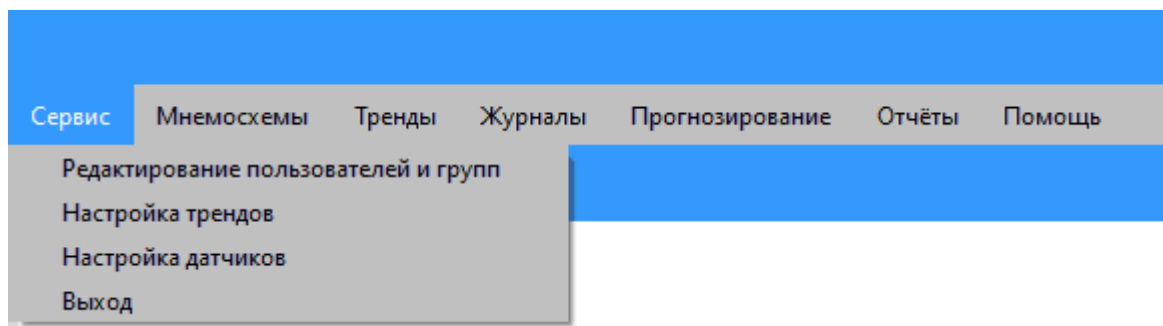 Сервис Мнемосхемы Тренды Журналы Прогнозирование Отчёты Помощь
Редактирование пользователей и групп
Настройка трендов
Настройка датчиков
Выход